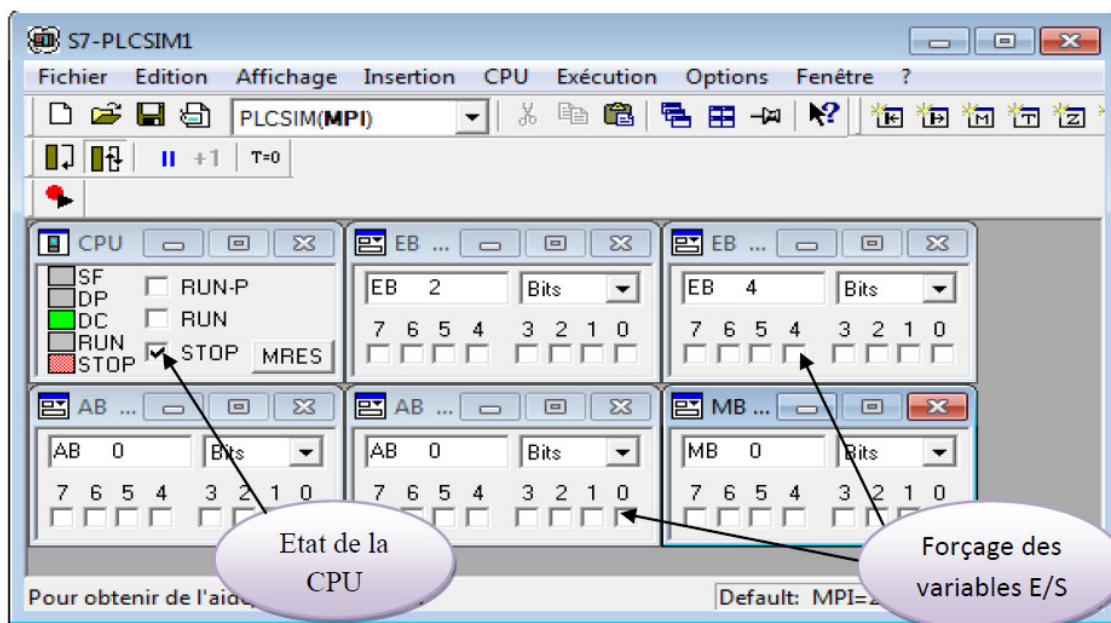 S7-PLCSIM1
Fichier Edition Affichage Insertion CPU Exécution Options Fenêtre ?
PLCSIM(MPI)
+1 T=0
CPU
EB ...
EB ...
SF
DP
DC
RUN
STOP
RUN-P
RUN
STOP
MRES
EB 2 Bits
7 6 5 4 3 2 1 0
EB 4 Bits
7 6 5 4 3 2 1 0
AB ...
AB ...
MB ...
AB 0 Bits
7 6 5 4 3 2 1 0
AB 0 Bits
7 6 5 4 3 2 1 0
MB 0 Bits
7 6 5 4 3 2 1 0
Etat de la
CPU
Forçage des
variables E/S
Pour obtenir de l'aid
Default: MPI=2